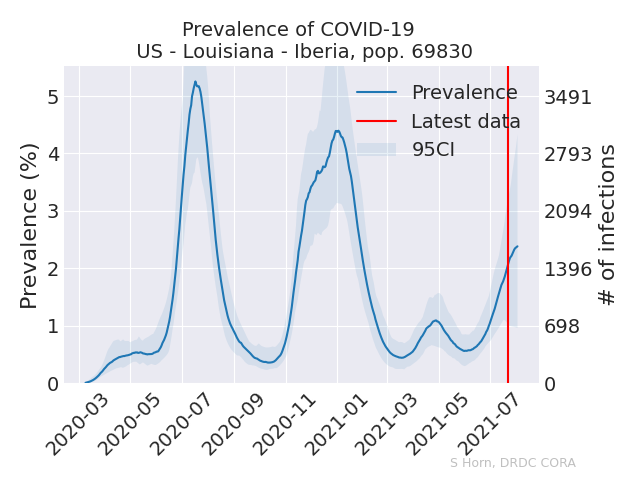 Prevalence of COVID-19
US - Louisiana - Iberia, pop. 69830
Prevalence
Latest data
95CI
Prevalence (%)
5
4
3
2
1
0
3491
2793
2094
1396
698
0
# of infections
2020-03
2020-05
2020-07
2020-09
2020-11
2021-01
2021-03
2021-05
2021-07
S Horn, DRDC CORA